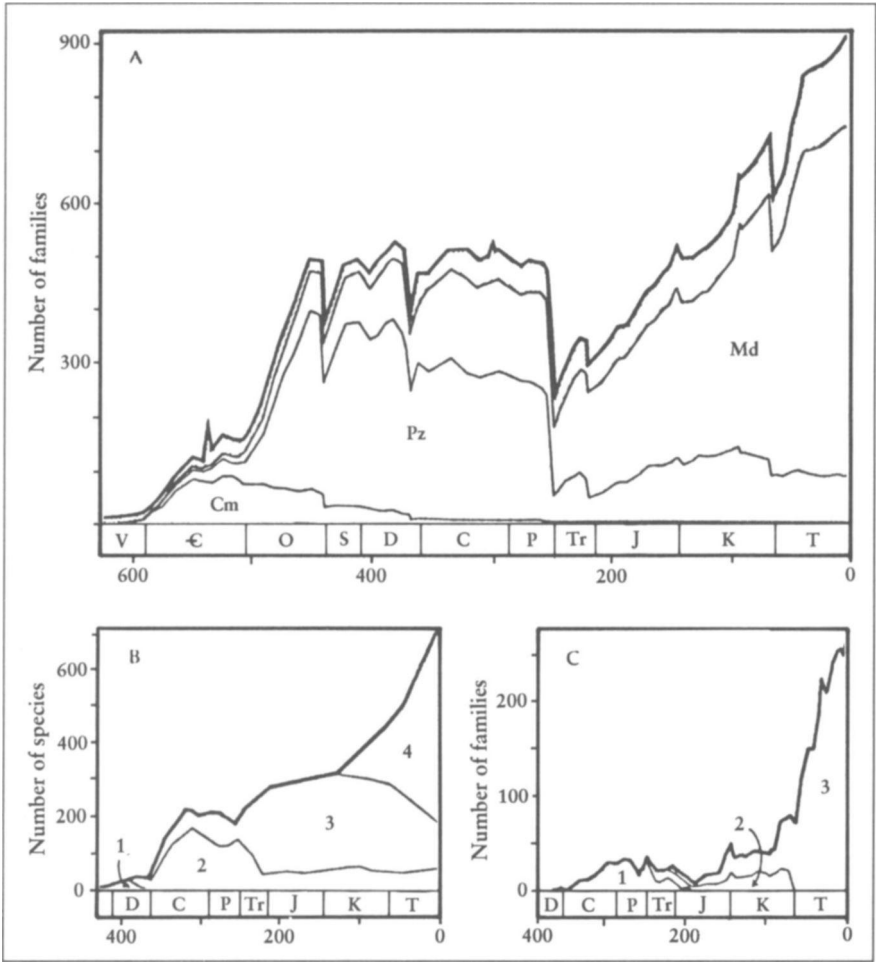 A
Number of families
900
600
300
Md
Pz
Cm
V Ꞓ O S D C P Tr J K T
600 400 200 0
B
Number of species
600
400
200
0
1
2
3
4
D C P Tr J K T
400 200 0
C
Number of families
200
100
0
1
2
3
D C P Tr J K T
400 200 0